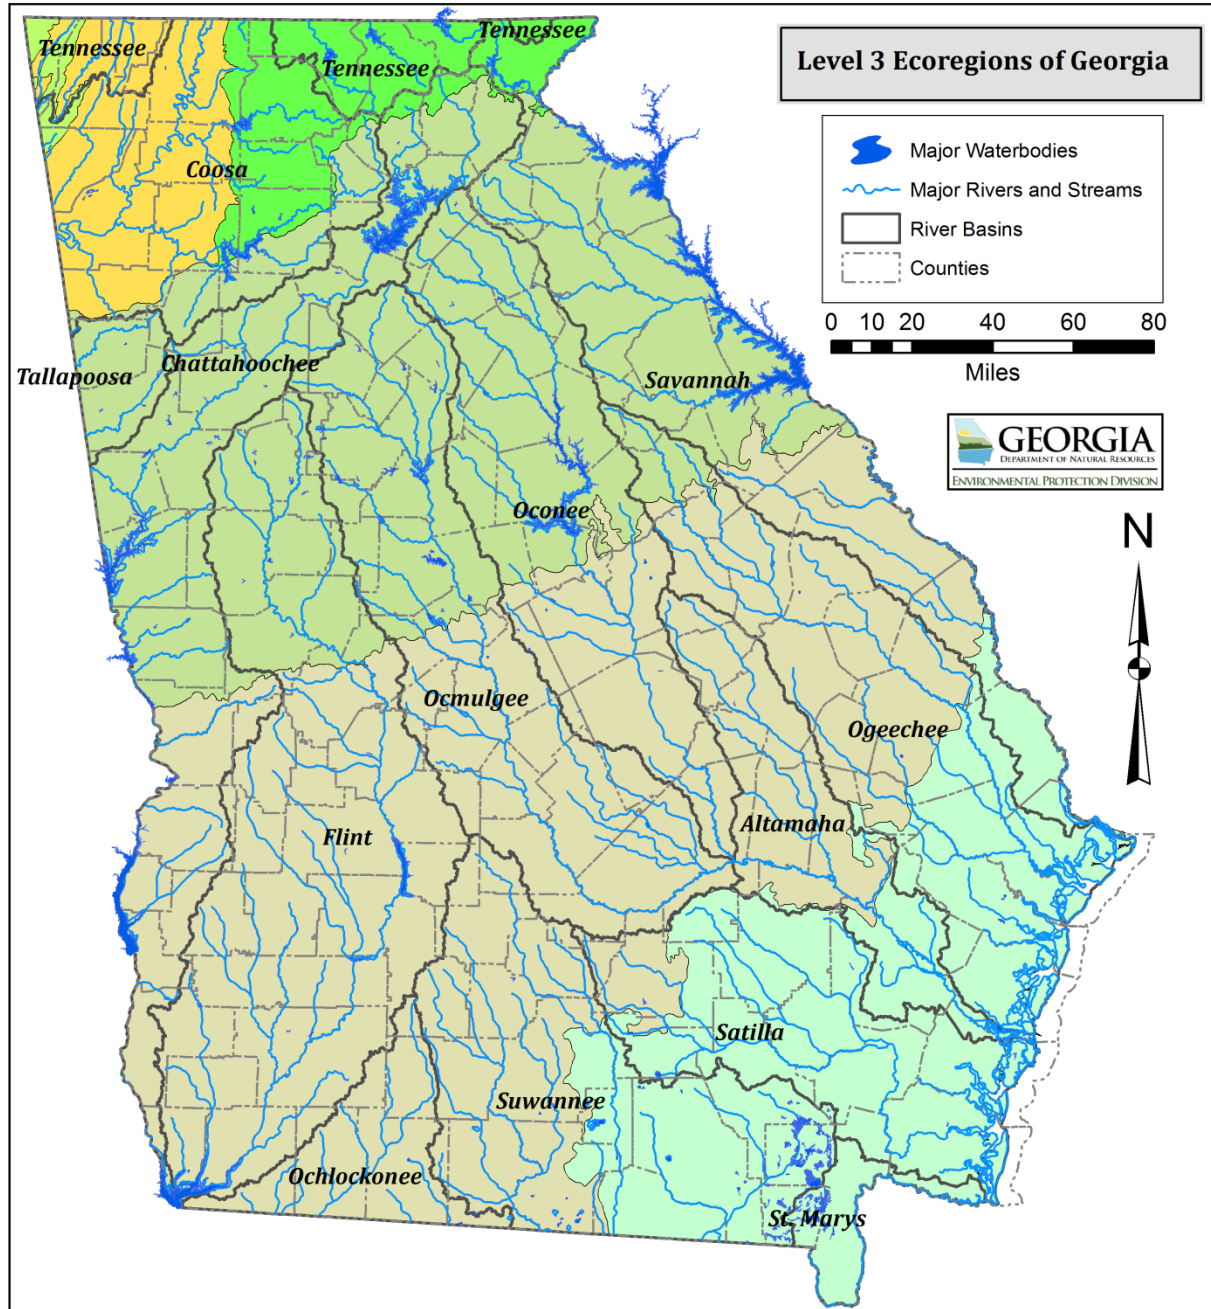 Level 3 Ecoregions of Georgia
Major Waterbodies
Major Rivers and Streams
River Basins
Counties
0 10 20 40 60 80
Miles
GEORGIA
DEPARTMENT OF NATURAL RESOURCES
ENVIRONMENTAL PROTECTION DIVISION
N
Tennessee
Tennessee
Tennessee
Coosa
Tallapoosa
Chattahoochee
Savannah
Oconee
Ocmulgee
Ogeechee
Flint
Altamaha
Satilla
Suwannee
Ochlockonee
St. Marys